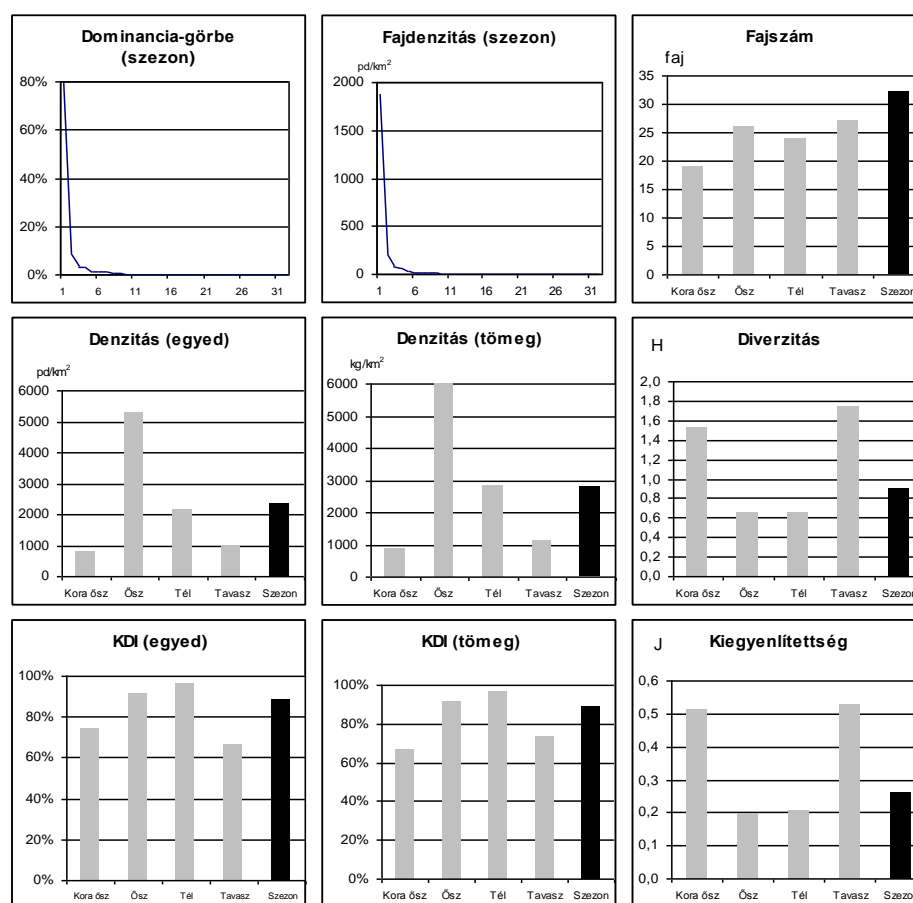 Dominancia-görbe
(szezon)
80%
60%
40%
20%
0%
1 6 11 16 21 26 31
Fajdenzitás (szezon)
pd/km²
2000
1500
1000
500
0
1 6 11 16 21 26 31
Fajszám
faj
35
30
25
20
15
10
5
0
Kora ősz Ősz Tél Tavasz Szezon
Denzitás (egyed)
pd/km²
6000
5000
4000
3000
2000
1000
0
Kora ősz Ősz Tél Tavasz Szezon
Denzitás (tömeg)
kg/km²
6000
5000
4000
3000
2000
1000
0
Kora ősz Ősz Tél Tavasz Szezon
Diverzitás
H
2,0
1,8
1,6
1,4
1,2
1,0
0,8
0,6
0,4
0,2
0,0
Kora ősz Ősz Tél Tavasz Szezon
KDI (egyed)
100%
80%
60%
40%
20%
0%
Kora ősz Ősz Tél Tavasz Szezon
KDI (tömeg)
100%
80%
60%
40%
20%
0%
Kora ősz Ősz Tél Tavasz Szezon
Kiegyenlítettség
J
0,6
0,5
0,4
0,3
0,2
0,1
0,0
Kora ősz Ősz Tél Tavasz Szezon